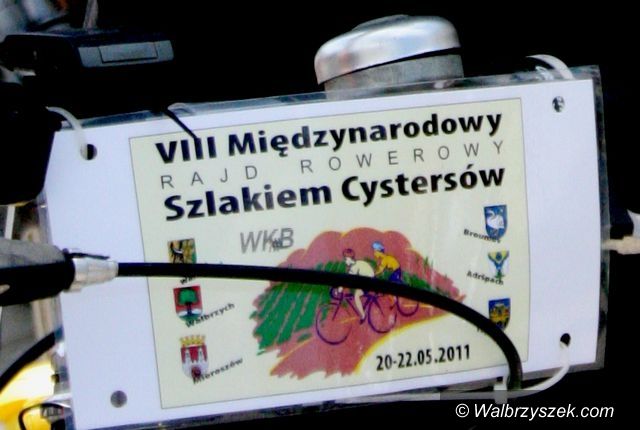 VIII Międzynarodowy
RAJD ROWEROWY
Szlakiem Cystersów
WKB
Broumov
Adršpach
Wałbrzych
Mieroszów
20-22.05.2011
© Walbrzyszek.com